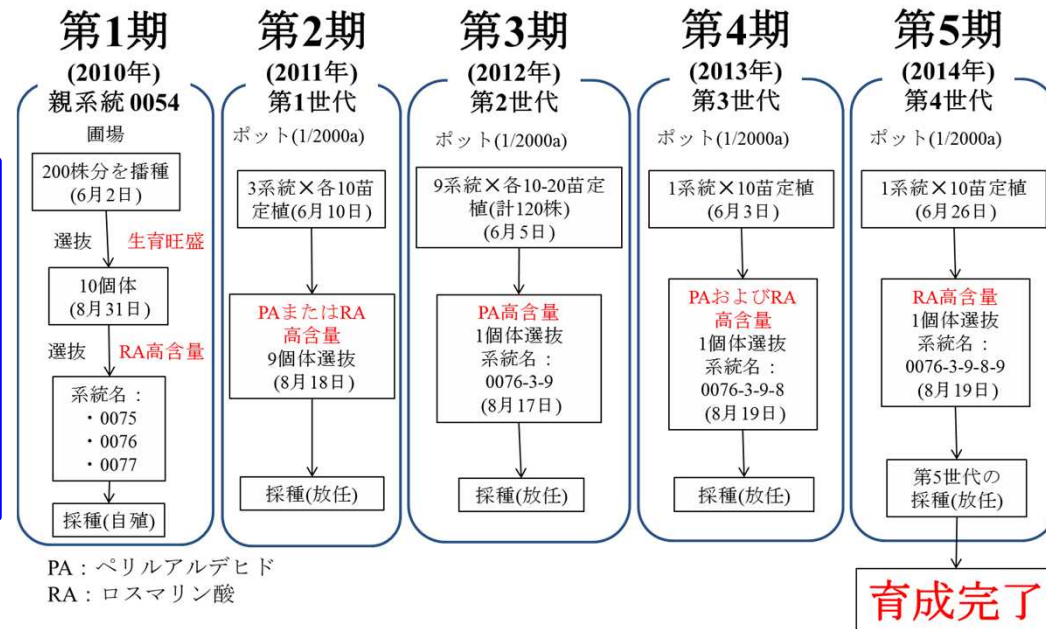 第1期
(2010年)
親系統 0054
圃場
200株分を播種
(6月2日)
選抜 生育旺盛
10個体
(8月31日)
選抜 RA高含量
系統名：
・0075
・0076
・0077
採種(自殖)
第2期
(2011年)
第1世代
ポット(1/2000a)
3系統×各10苗
定植(6月10日)
PAまたはRA
高含量
9個体選抜
(8月18日)
採種(放任)
第3期
(2012年)
第2世代
ポット(1/2000a)
9系統×各10-20苗定
植(計120株)
(6月5日)
PA高含量
1個体選抜
系統名：
0076-3-9
(8月17日)
採種(放任)
第4期
(2013年)
第3世代
ポット(1/2000a)
1系統×10苗定植
(6月3日)
PAおよびRA
高含量
1個体選抜
系統名：
0076-3-9-8
(8月19日)
採種(放任)
第5期
(2014年)
第4世代
ポット(1/2000a)
1系統×10苗定植
(6月26日)
RA高含量
1個体選抜
系統名：
0076-3-9-8-9
(8月19日)
第5世代の
採種(放任)
育成完了
PA：ペリルアルデヒド
RA：ロスマリン酸